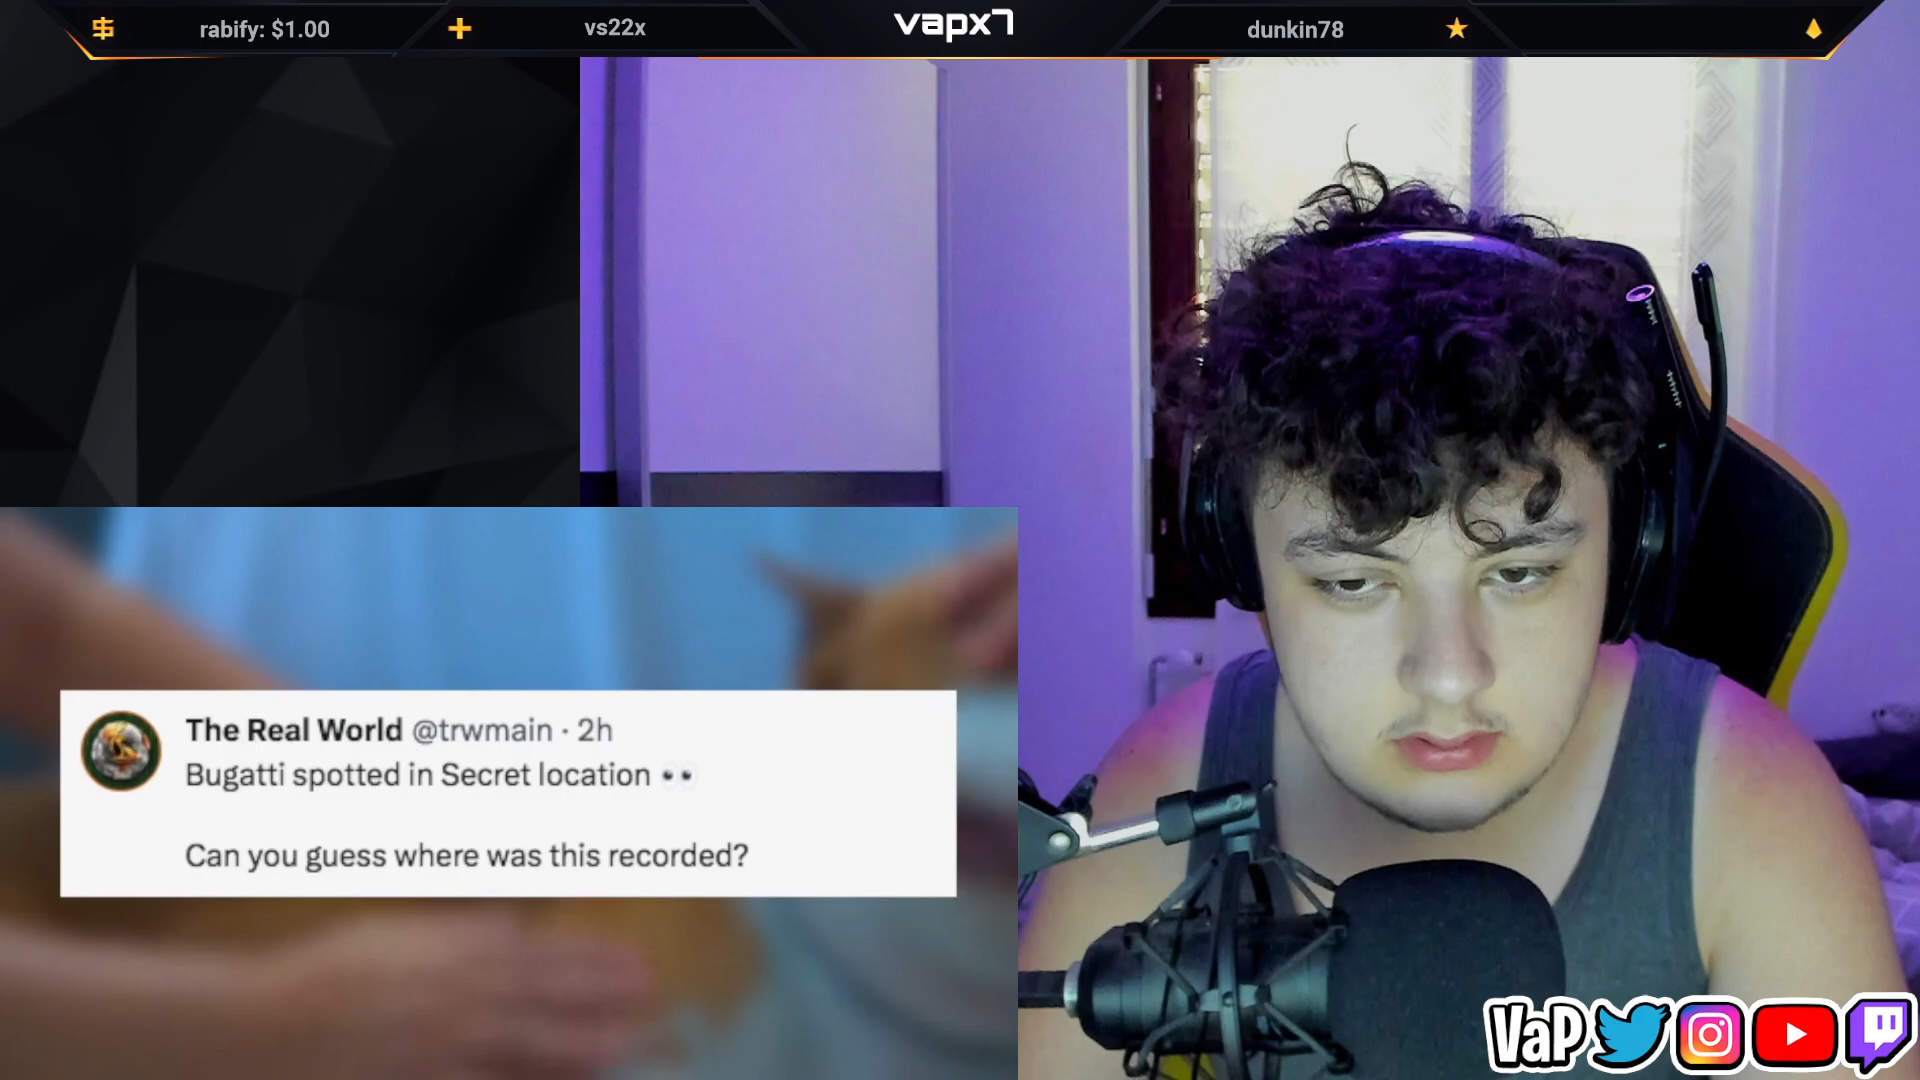 rabify: $1.00
vs22x
vapx7
dunkin78
The Real World @trwmain · 2h
Bugatti spotted in Secret location 👀
Can you guess where was this recorded?
VaP